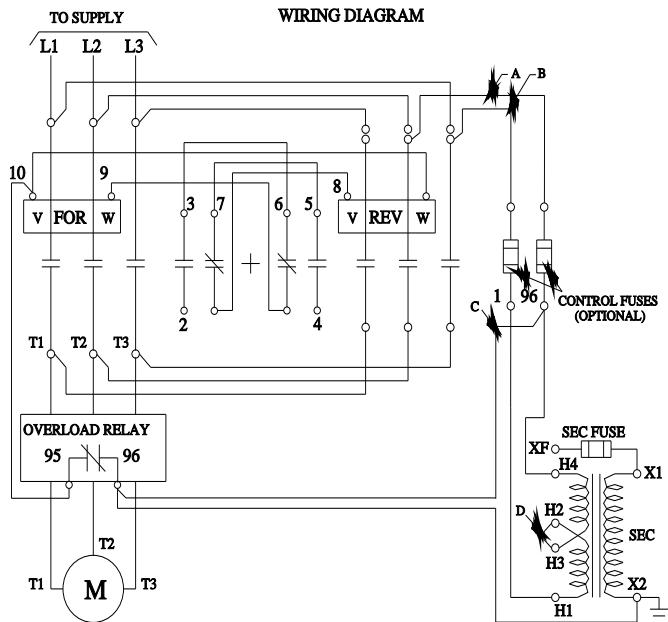 WIRING DIAGRAM
TO SUPPLY
L1 L2 L3
A B
10 9 8
3 7 6 5
V FOR W
V REV W
2 4
1 96
CONTROL FUSES
(OPTIONAL)
C
T1 T2 T3
OVERLOAD RELAY
95 96
XF SEC FUSE
H4 X1
D H2
SEC
H3
T2
T1 M T3
H1 X2